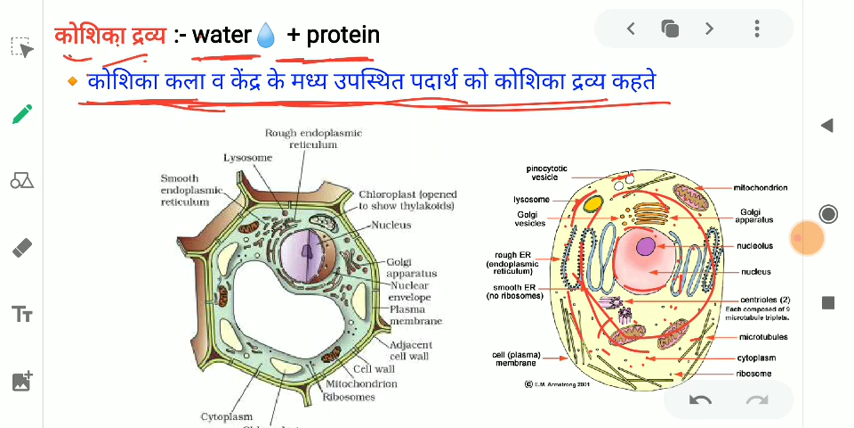 कोशिका द्रव्य :- water💧 + protein
🔸 कोशिका कला व केंद्र के मध्य उपस्थित पदार्थ को कोशिका द्रव्य कहते
Rough endoplasmic
reticulum
Lysosome
Smooth
endoplasmic
reticulum
Chloroplast (opened
to show thylakoids)
Nucleus
Golgi
apparatus
Nuclear
envelope
Plasma
membrane
Adjacent
cell wall
Cell wall
Mitochondrion
Ribosomes
Cytoplasm
pinocytotic
vesicle
lysosome
Golgi
vesicles
rough ER
(endoplasmic
reticulum)
smooth ER
(no ribosomes)
cell (plasma)
membrane
mitochondrion
Golgi
apparatus
nucleolus
nucleus
centrioles (2)
Each composed of 9
microtubule triplets.
microtubules
cytoplasm
ribosome
© E.M. Armstrong 2001
Tт